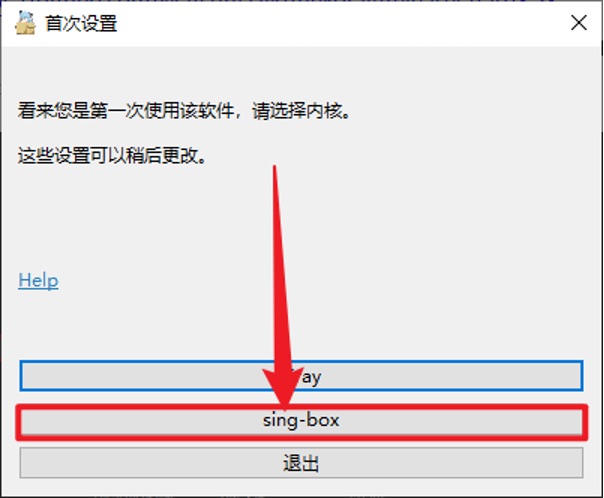 首次设置
看来您是第一次使用该软件，请选择内核。
这些设置可以稍后更改。
Help
ay
sing-box
退出